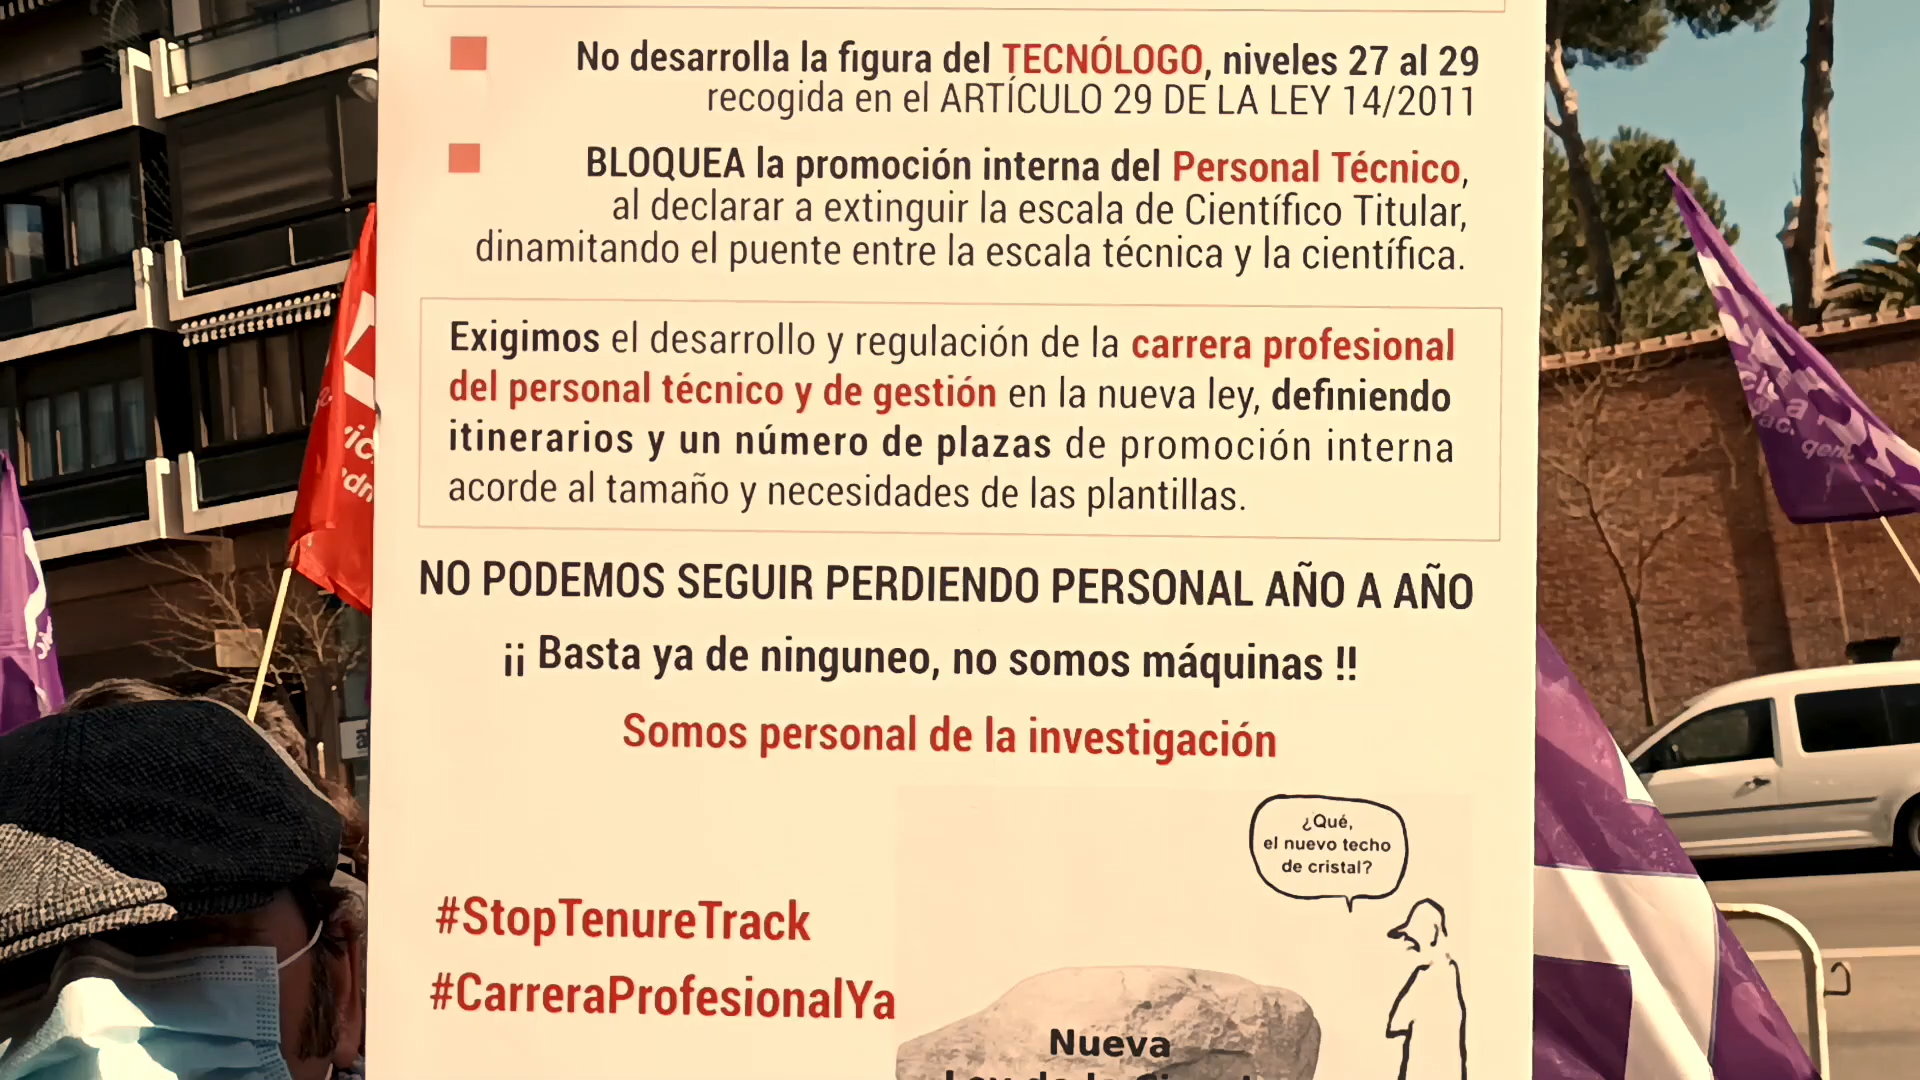 No desarrolla la figura del TECNÓLOGO, niveles 27 al 29
recogida en el ARTÍCULO 29 DE LA LEY 14/2011
BLOQUEA la promoción interna del Personal Técnico,
al declarar a extinguir la escala de Científico Titular,
dinamitando el puente entre la escala técnica y la científica.
Exigimos el desarrollo y regulación de la carrera profesional
del personal técnico y de gestión en la nueva ley, definiendo
itinerarios y un número de plazas de promoción interna
acorde al tamaño y necesidades de las plantillas.
NO PODEMOS SEGUIR PERDIENDO PERSONAL AÑO A AÑO
¡¡ Basta ya de ninguneo, no somos máquinas !!
Somos personal de la investigación
¿Qué,
el nuevo techo
de cristal?
#StopTenureTrack
#CarreraProfesionalYa
Nueva